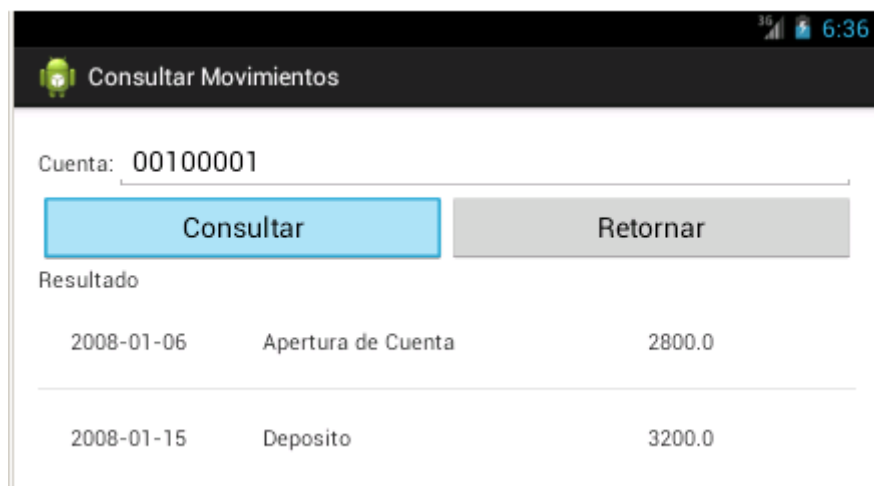 3G 6:36
Consultar Movimientos
Cuenta: 00100001
Consultar Retornar
Resultado
2008-01-06 Apertura de Cuenta 2800.0
2008-01-15 Deposito 3200.0